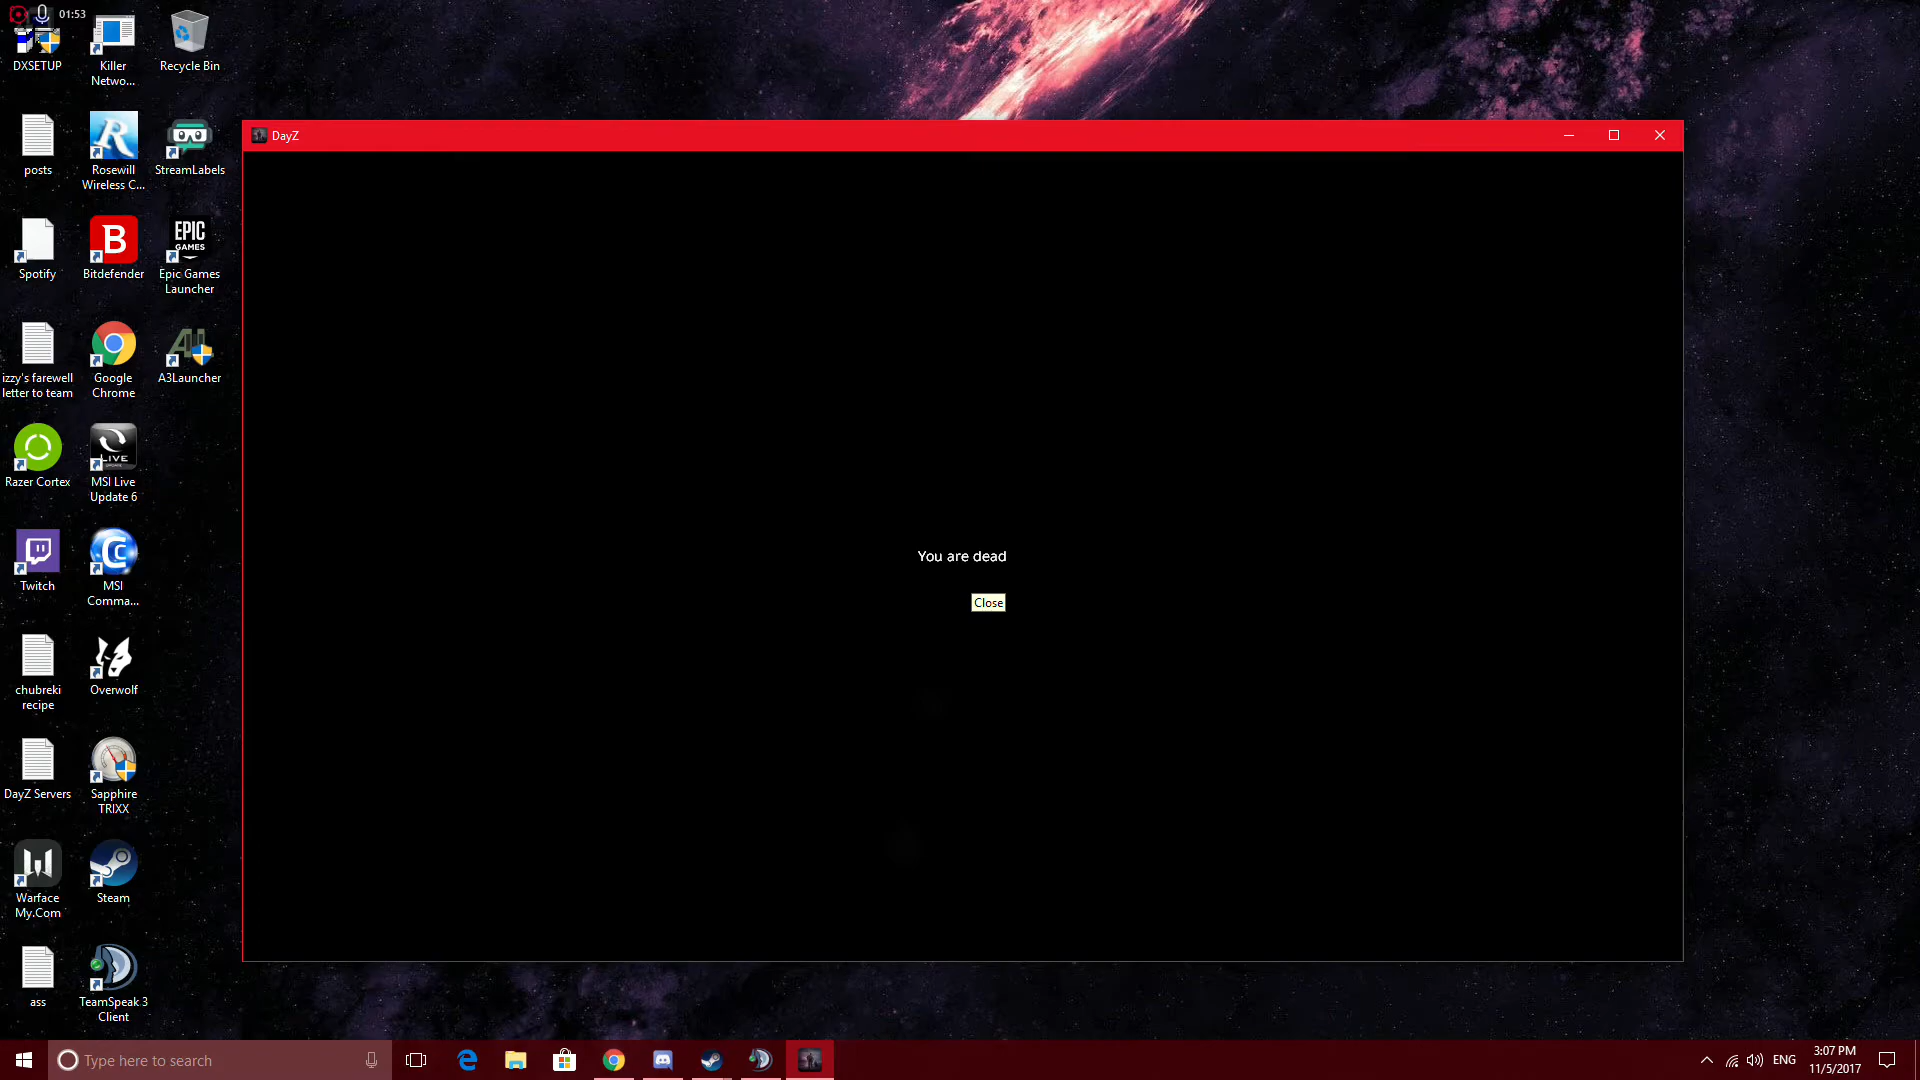 01:53
DXSETUP
Killer
Netwo...
Recycle Bin
posts
Rosewill
Wireless C...
StreamLabels
Spotify
Bitdefender
EPIC
GAMES
Epic Games
Launcher
izzy's farewell
letter to team
Google
Chrome
A3Launcher
Razer Cortex
LIVE
MSI Live
Update 6
Twitch
MSI
Comma...
chubreki
recipe
Overwolf
DayZ Servers
Sapphire
TRIXX
Warface
My.Com
Steam
ass
TeamSpeak 3
Client
DayZ
You are dead
Close
Type here to search
ENG
3:07 PM
11/5/2017